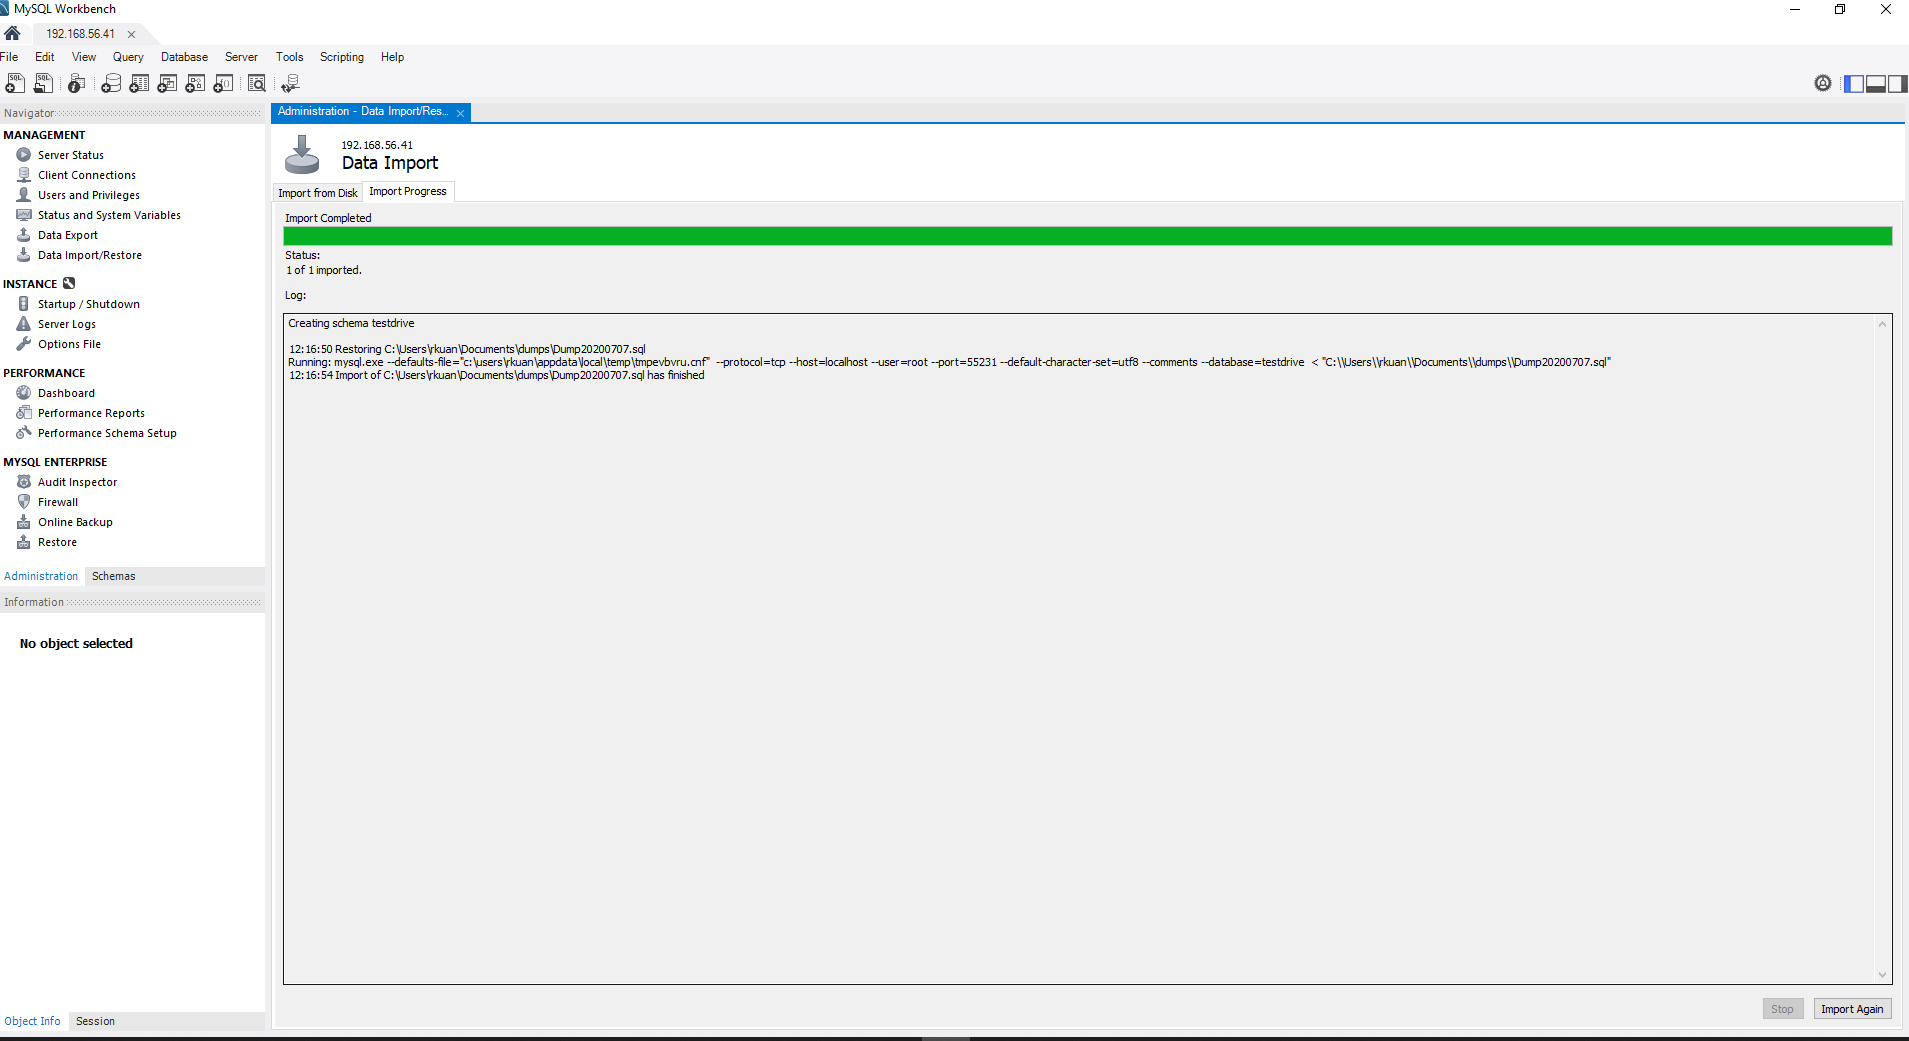 MySQL Workbench
192.168.56.41
File Edit View Query Database Server Tools Scripting Help
Navigator
MANAGEMENT
Server Status
Client Connections
Users and Privileges
Status and System Variables
Data Export
Data Import/Restore
INSTANCE
Startup / Shutdown
Server Logs
Options File
PERFORMANCE
Dashboard
Performance Reports
Performance Schema Setup
MYSQL ENTERPRISE
Audit Inspector
Firewall
Online Backup
Restore
Administration Schemas
Information
No object selected
Object Info Session
Administration - Data Import/Res...
192.168.56.41
Data Import
Import from Disk Import Progress
Import Completed
Status:
1 of 1 imported.
Log:
Creating schema testdrive
12:16:50 Restoring C:\Users\rkuan\Documents\dumps\Dump20200707.sql
Running: mysql.exe --defaults-file="c:\users\rkuan\appdata\local\temp\tmpevbvru.cnf"  --protocol=tcp --host=localhost --user=root --port=55231 --default-character-set=utf8 --comments --database=testdrive  < "C:\\Users\\rkuan\\Documents\\dumps\\Dump20200707.sql"
12:16:54 Import of C:\Users\rkuan\Documents\dumps\Dump20200707.sql has finished
Stop Import Again